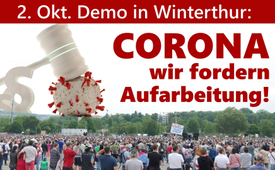 2. Okt. Demo in Winterthur:
CORONA
wir fordern
Aufarbeitung!